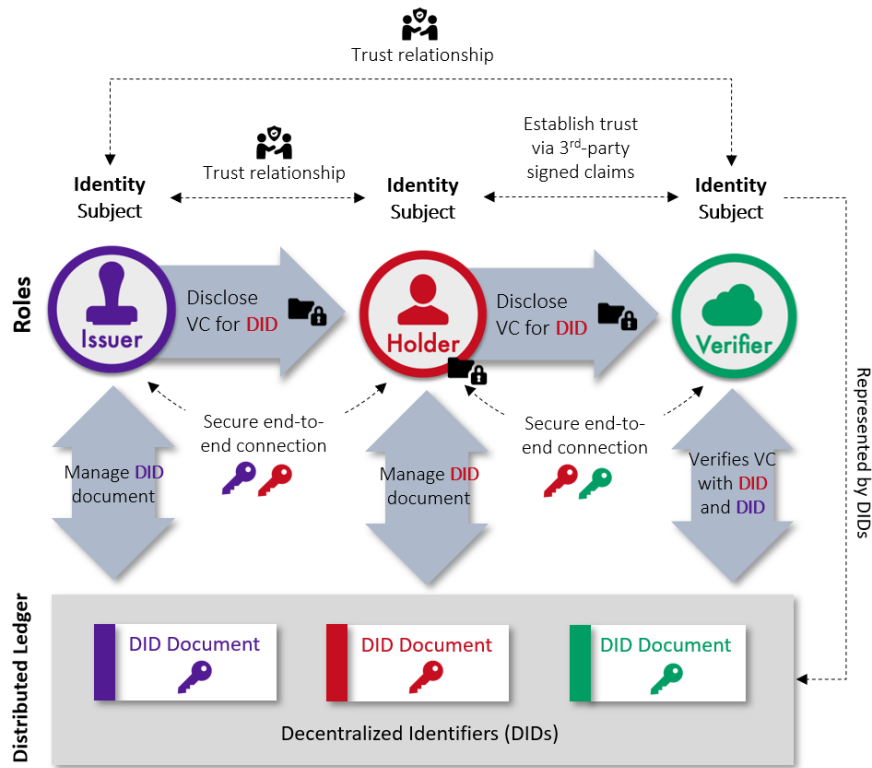 Trust relationship
Trust relationship
Establish trust
via 3rd-party
signed claims
Identity
Subject
Identity
Subject
Identity
Subject
Roles
Issuer
Disclose
VC for DID
Holder
Disclose
VC for DID
Verifier
Secure end-to-
end connection
Secure end-to-
end connection
Manage DID
document
Manage DID
document
Verifies VC
with DID
and DID
Represented by DIDs
Distributed Ledger
DID Document
DID Document
DID Document
Decentralized Identifiers (DIDs)